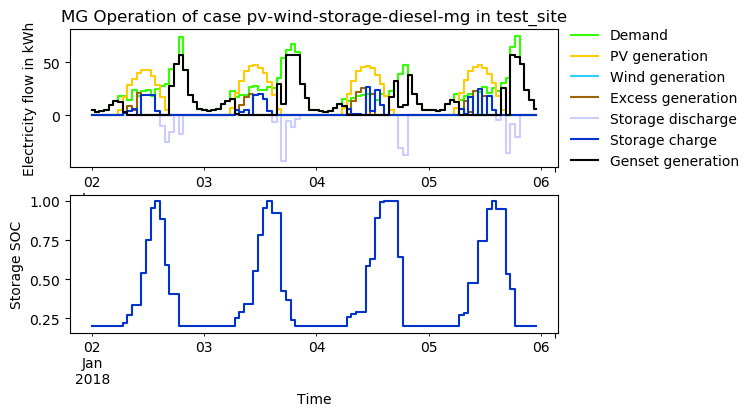 MG Operation of case pv-wind-storage-diesel-mg in test_site
Electricity flow in kWh
50
0
02
03
04
05
06
Demand
PV generation
Wind generation
Excess generation
Storage discharge
Storage charge
Genset generation
Storage SOC
1.00
0.75
0.50
0.25
02
03
04
05
06
Jan
2018
Time